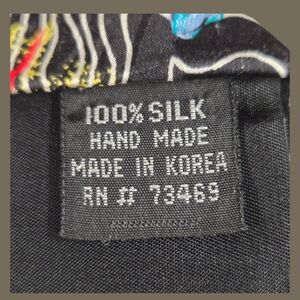 100% SILK
HAND MADE
MADE IN KOREA
RN # 73469